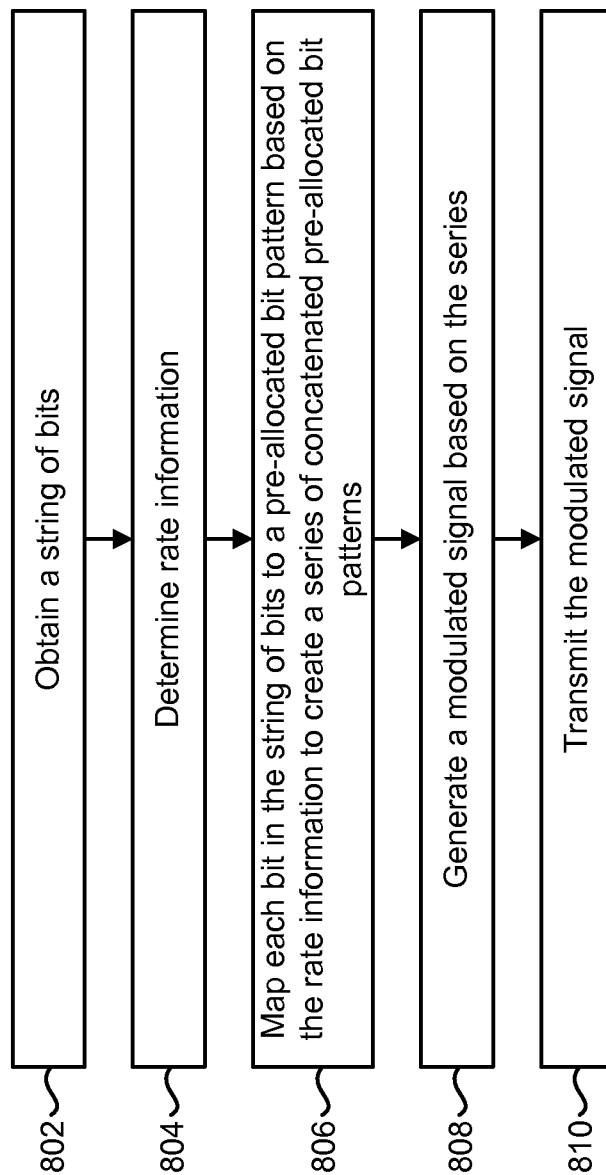 802
Obtain a string of bits
804
Determine rate information
806
Map each bit in the string of bits to a pre-allocated bit pattern based on
the rate information to create a series of concatenated pre-allocated bit
patterns
808
Generate a modulated signal based on the series
810
Transmit the modulated signal